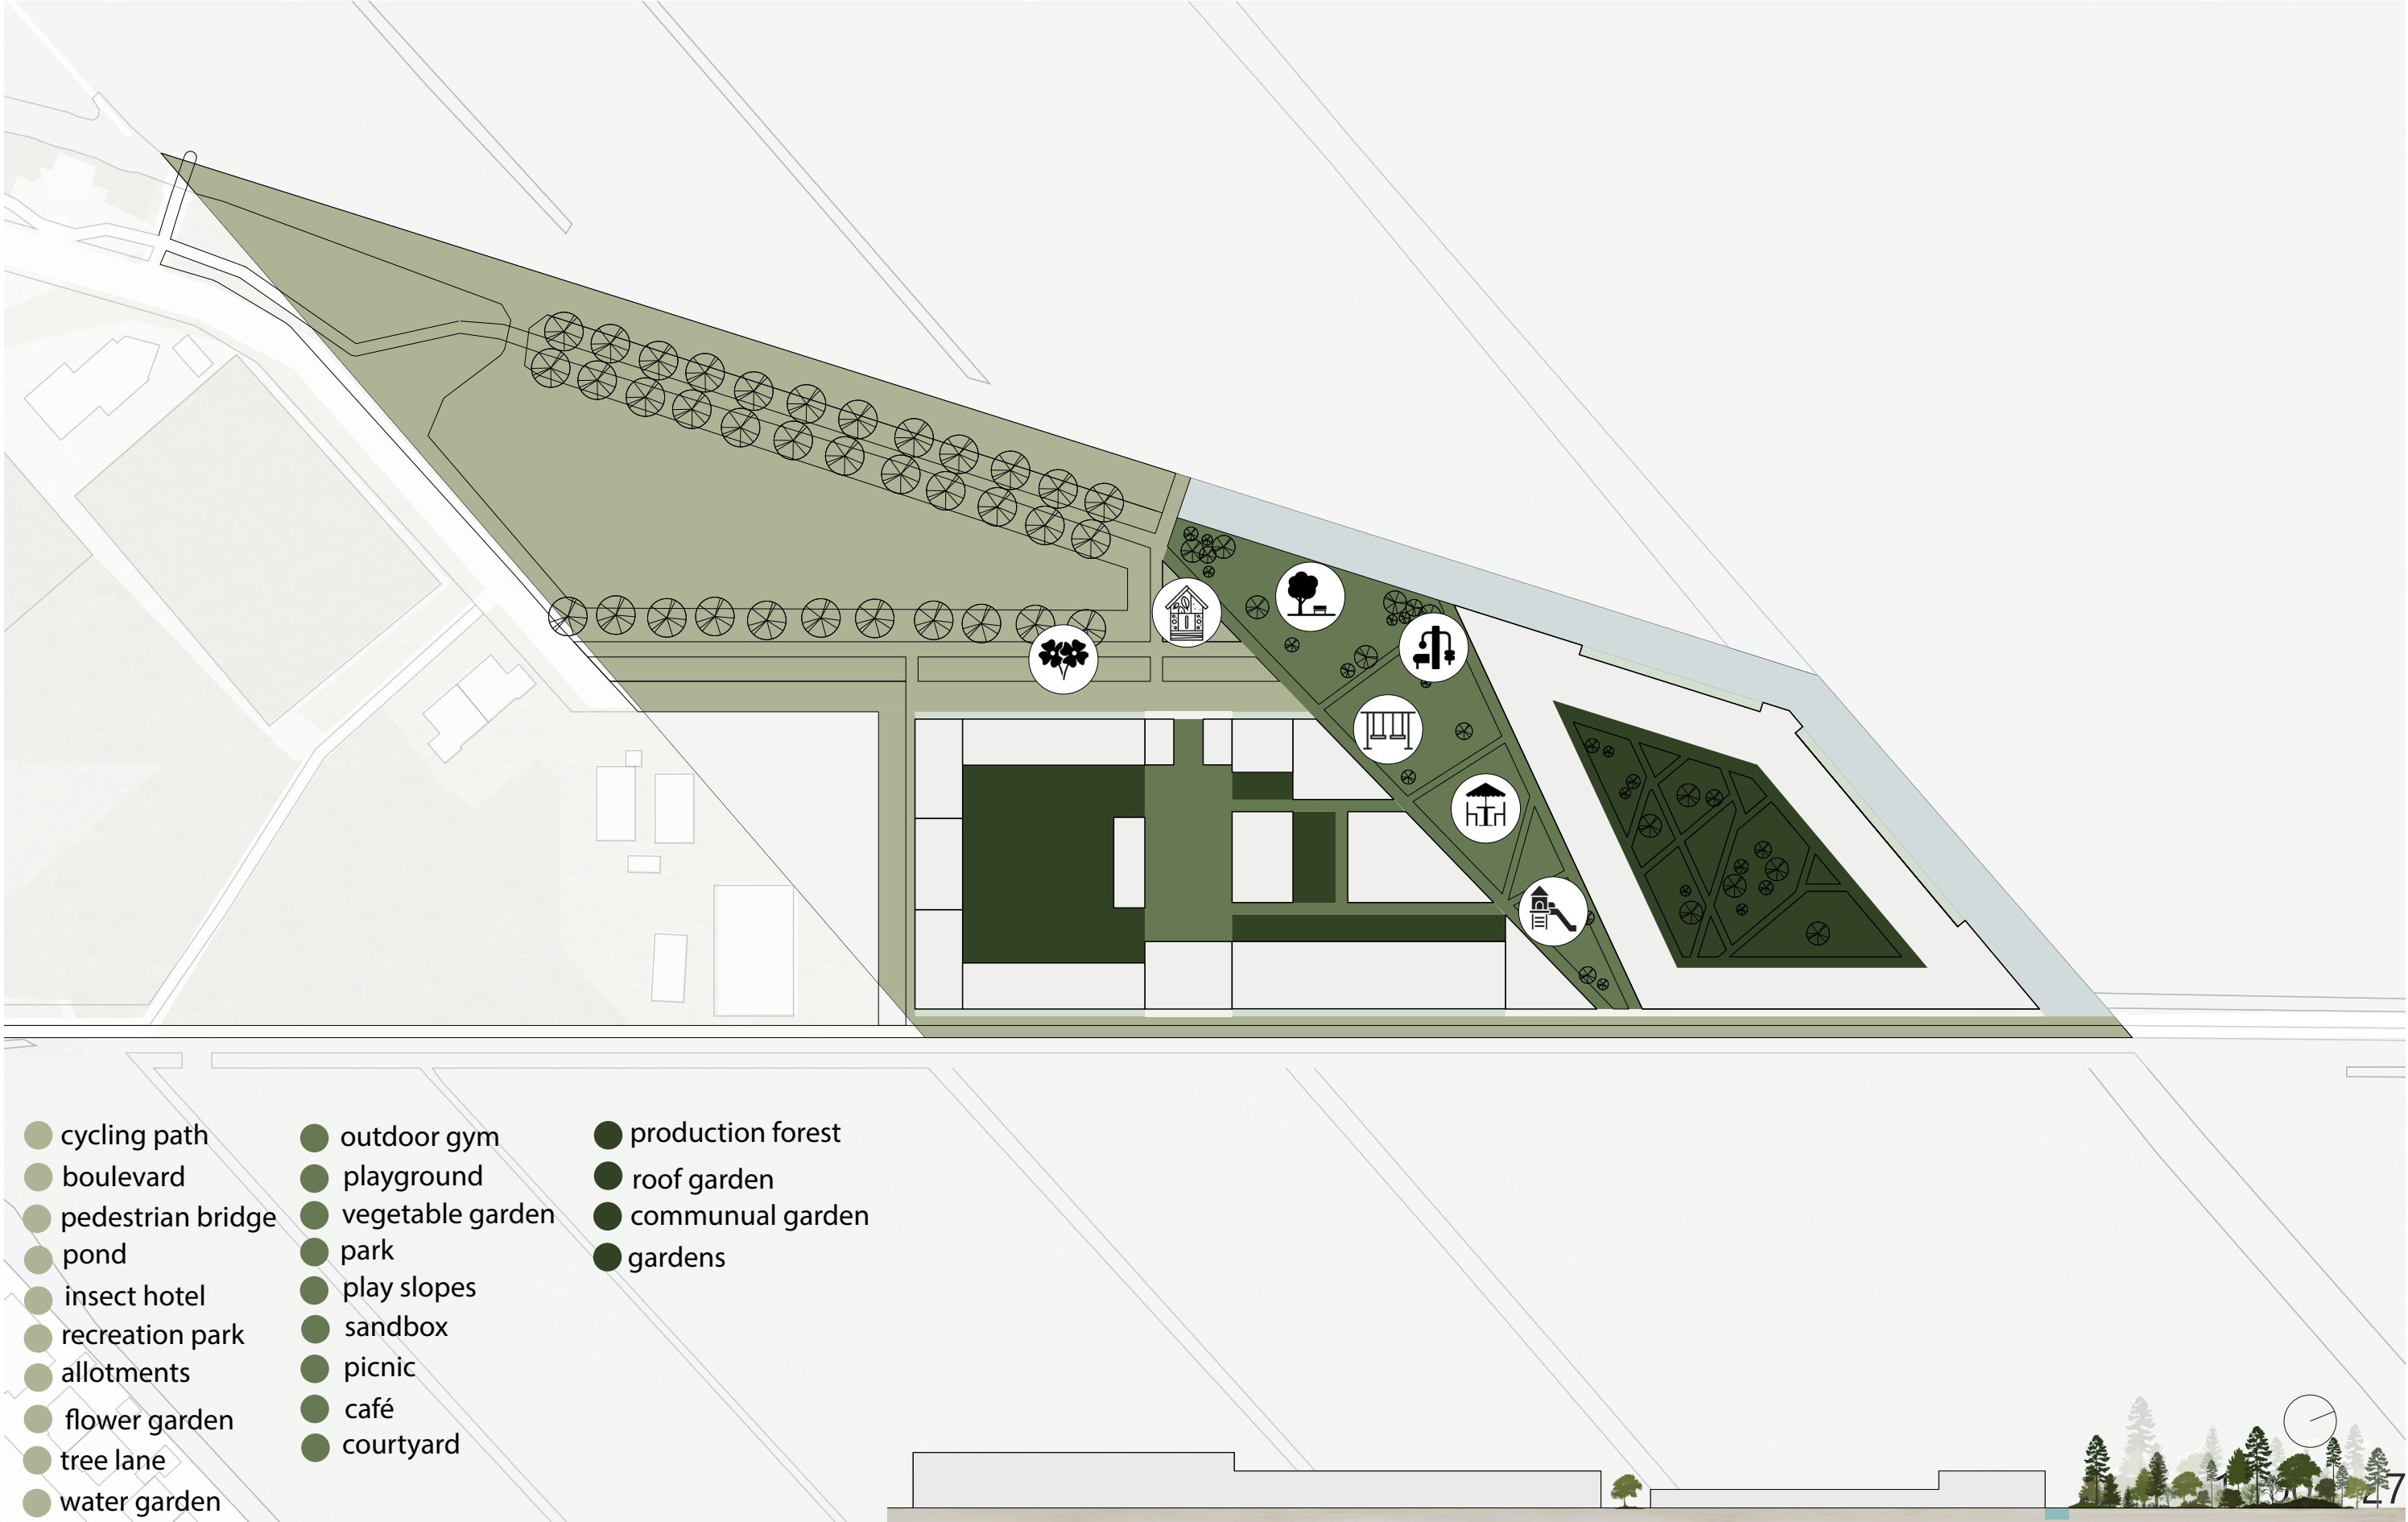 cycling path
boulevard
pedestrian bridge
pond
insect hotel
recreation park
allotments
flower garden
tree lane
water garden
outdoor gym
playground
vegetable garden
park
play slopes
sandbox
picnic
café
courtyard
production forest
roof garden
communual garden
gardens